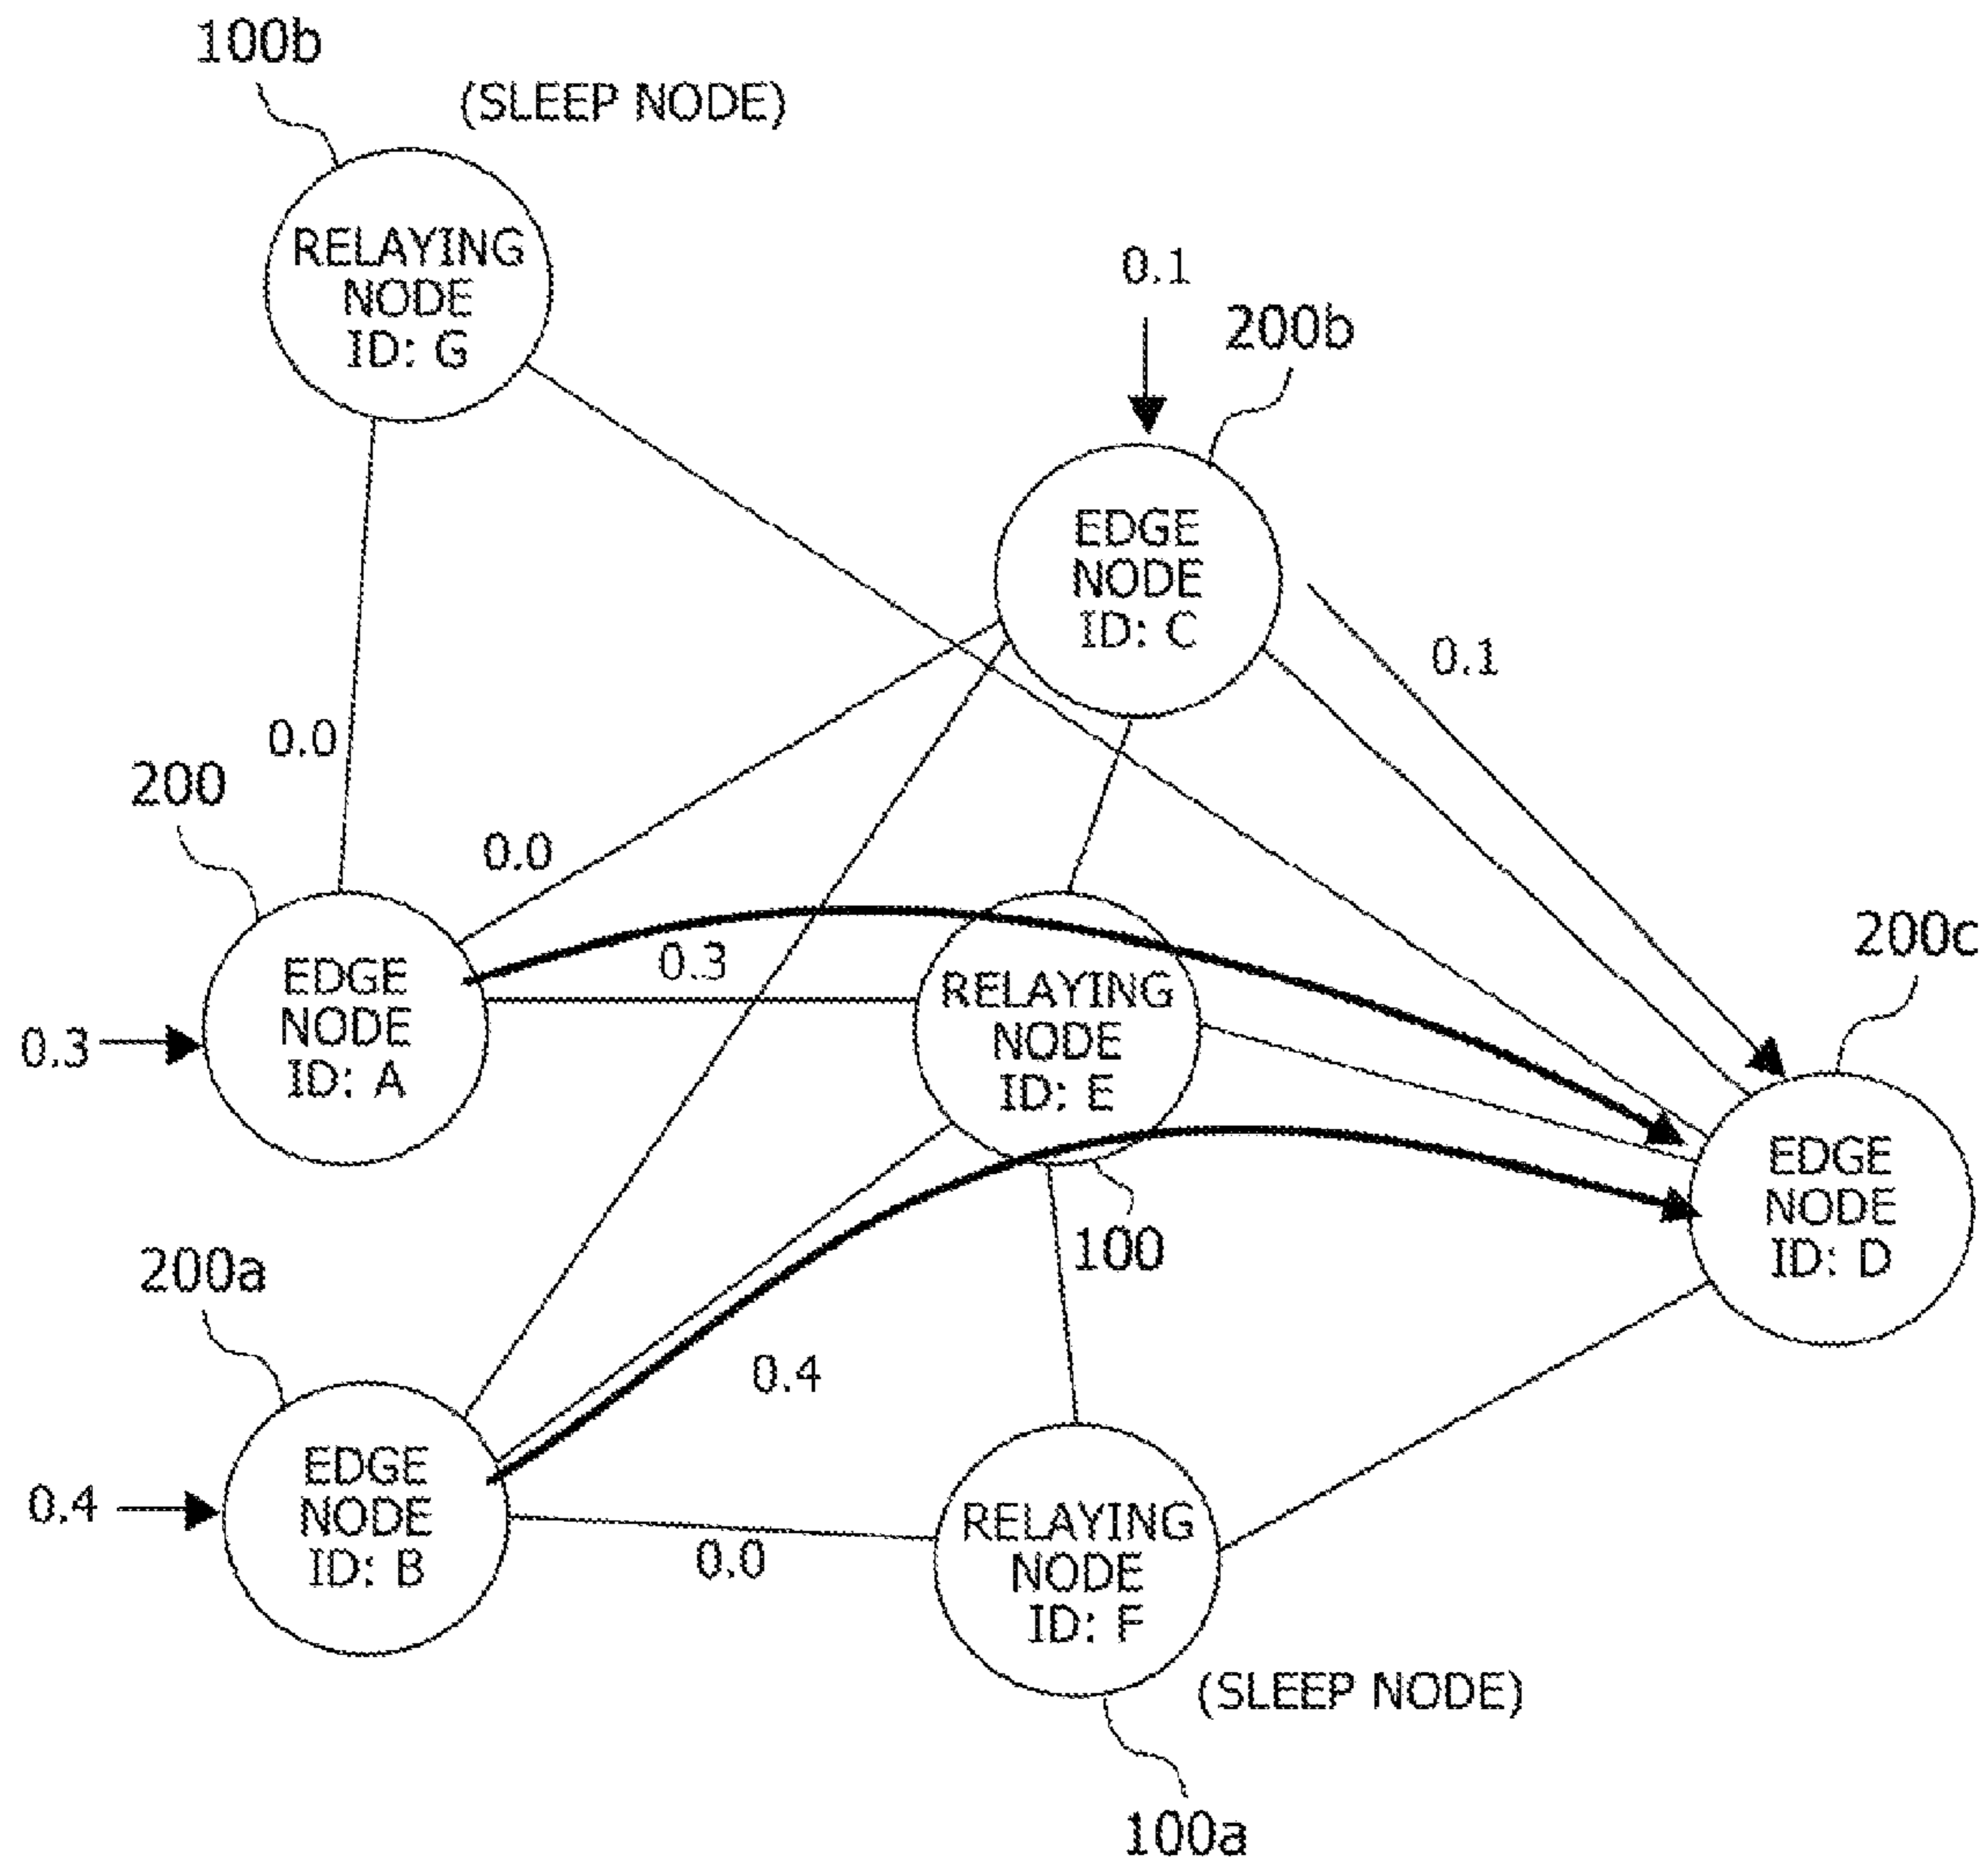 100b
(SLEEP NODE)
RELAYING
NODE
ID: G
0.1
200b
EDGE
NODE
ID: C
0.1
0.0
200
0.0
200c
0.3
EDGE
NODE
ID: A
0.3
RELAYING
NODE
ID: E
EDGE
NODE
ID: D
100
200a
0.4
EDGE
NODE
ID: B
0.4
0.0
RELAYING
NODE
ID: F
(SLEEP NODE)
100a